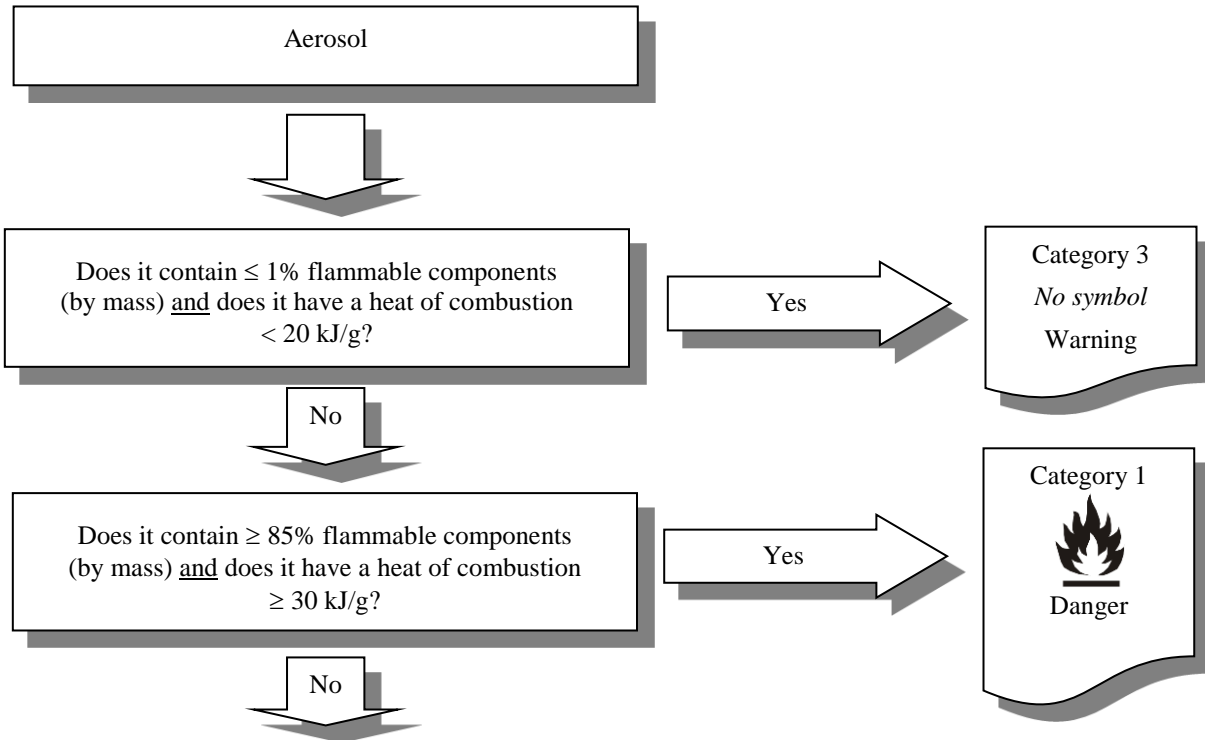 Aerosol
Does it contain ≤ 1% flammable components
(by mass) and does it have a heat of combustion
< 20 kJ/g?
Yes
Category 3
No symbol
Warning
No
Does it contain ≥ 85% flammable components
(by mass) and does it have a heat of combustion
≥ 30 kJ/g?
Yes
Category 1
Danger
No